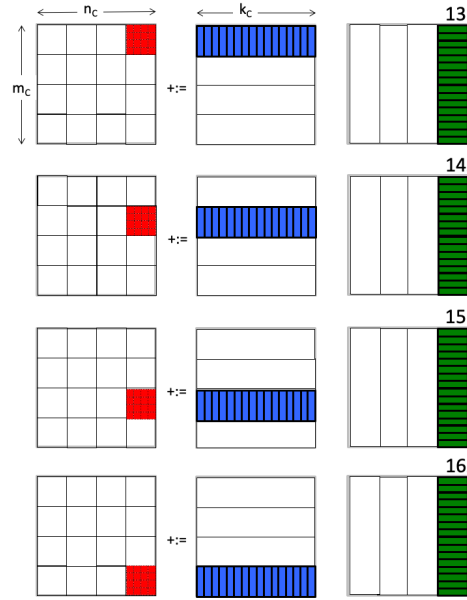 n_C
k_C
13
m_C
+:=
14
+:=
15
+:=
16
+:=